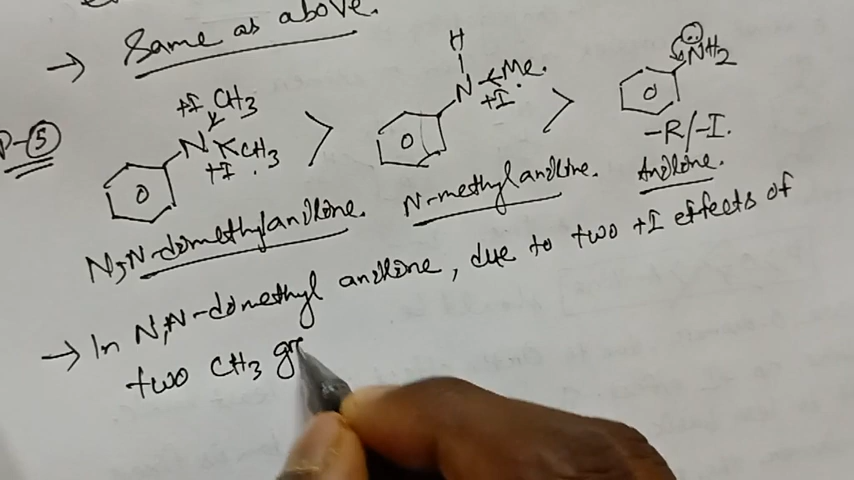 → Same as above.
P-5
+I CH3
N
CH3
+I
>
H
N
Me.
+I
>
NH2
-R/-I.
N,N-dimethylaniline.
N-methylaniline.
Aniline.
→ In N,N-dimethyl aniline, due to two +I effects of
two CH3 gr